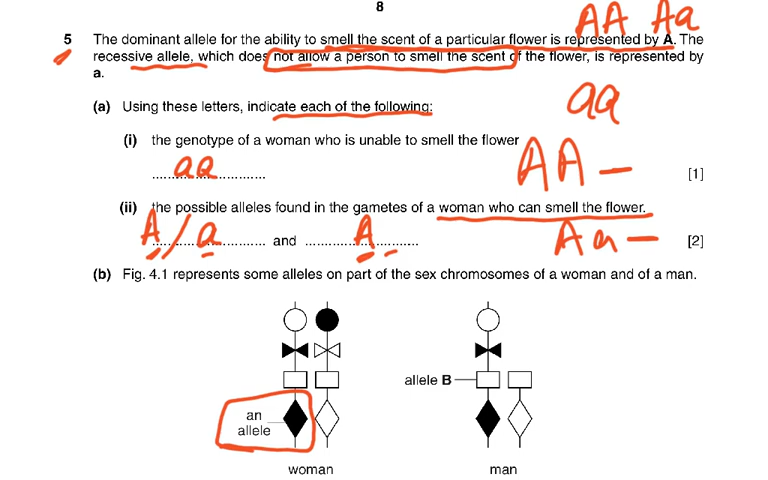 8
AA Aa
5 The dominant allele for the ability to smell the scent of a particular flower is represented by A. The
recessive allele, which does not allow a person to smell the scent of the flower, is represented by
a.
aa
(a) Using these letters, indicate each of the following:
(i) the genotype of a woman who is unable to smell the flower
aa
AA –
[1]
(ii) the possible alleles found in the gametes of a woman who can smell the flower.
A/a and A
Aa –
[2]
(b) Fig. 4.1 represents some alleles on part of the sex chromosomes of a woman and of a man.
allele B
an
allele
woman man